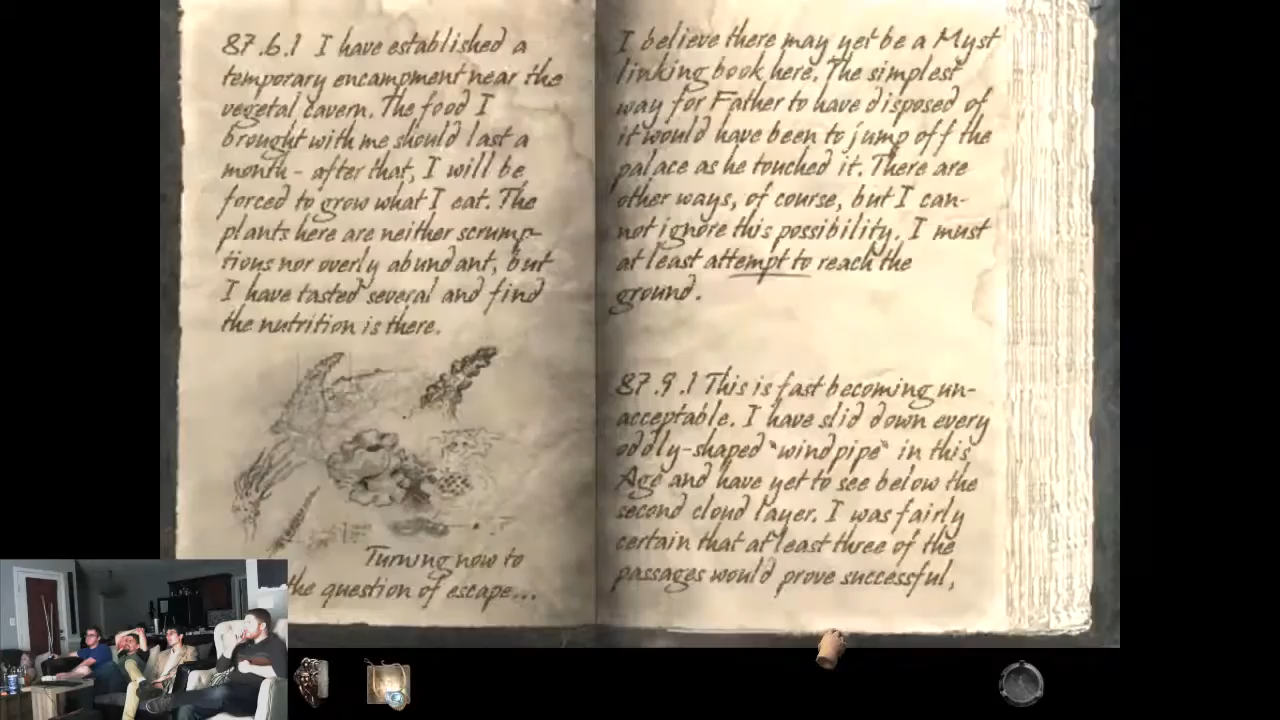 87.6.1 I have established a
temporary encampment near the
vegetal cavern. The food I
brought with me should last a
month - after that, I will be
forced to grow what I eat. The
plants here are neither scrump-
tious nor overly abundant, but
I have tasted several and find
the nutrition is there.
Turning now to
the question of escape...
I believe there may yet be a Myst
linking book here. The simplest
way for Father to have disposed of
it would have been to jump off the
palace as he touched it. There are
other ways, of course, but I can-
not ignore this possibility. I must
at least attempt to reach the
ground.
87.9.1 This is fast becoming un-
acceptable. I have slid down every
oddly-shaped "windpipe" in this
Age and have yet to see below the
second cloud layer. I was fairly
certain that at least three of the
passages would prove successful,